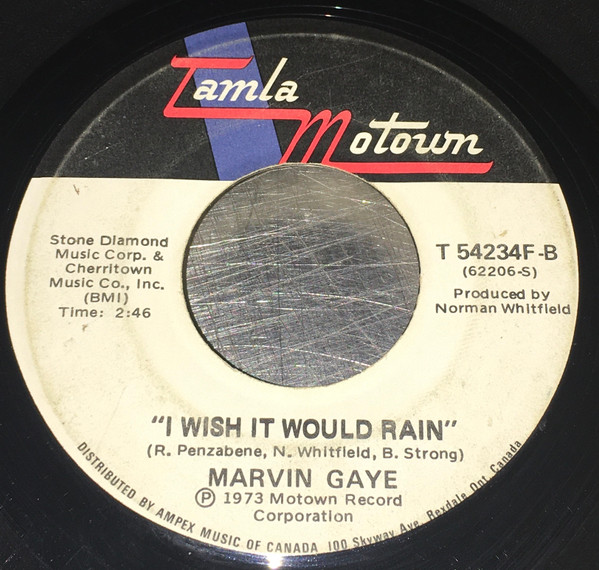 Tamla
Motown
Stone Diamond
Music Corp. &
Cherritown
Music Co., Inc.
(BMI)
Time: 2:46
T 54234F-B
(62206-S)
Produced by
Norman Whitfield
"I WISH IT WOULD RAIN"
(R. Penzabene, N. Whitfield, B. Strong)
MARVIN GAYE
Ⓟ 1973 Motown Record
Corporation
DISTRIBUTED BY AMPEX MUSIC OF CANADA 100 Skyway Ave. Rexdale Ont. Canada